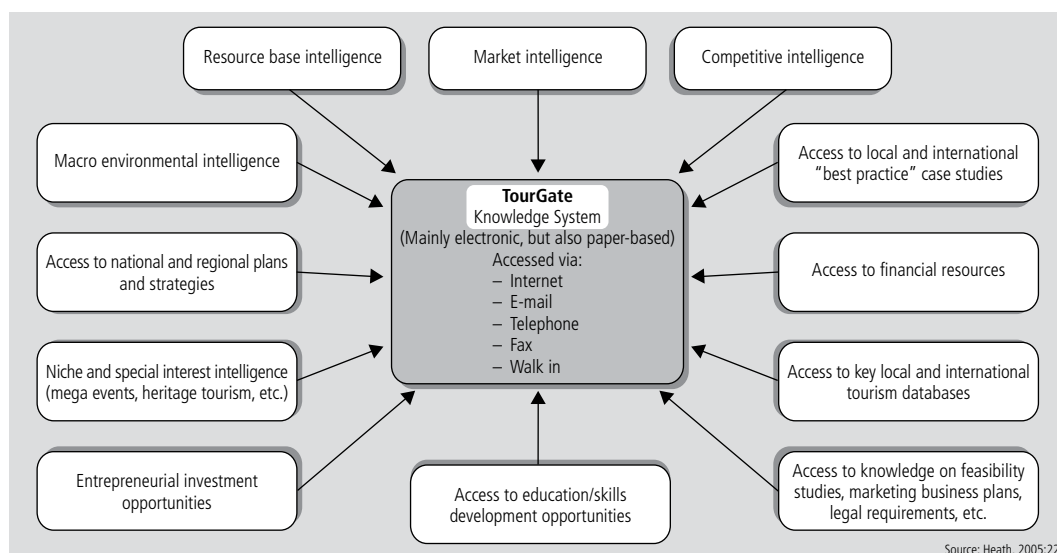 Resource base intelligence
Market intelligence
Competitive intelligence
Macro environmental intelligence
Access to local and international
“best practice” case studies
TourGate
Knowledge System
(Mainly electronic, but also paper-based)
Accessed via:
– Internet
– E-mail
– Telephone
– Fax
– Walk in
Access to national and regional plans
and strategies
Access to financial resources
Niche and special interest intelligence
(mega events, heritage tourism, etc.)
Access to key local and international
tourism databases
Entrepreneurial investment
opportunities
Access to education/skills
development opportunities
Access to knowledge on feasibility
studies, marketing business plans,
legal requirements, etc.
Source: Heath, 2005:22